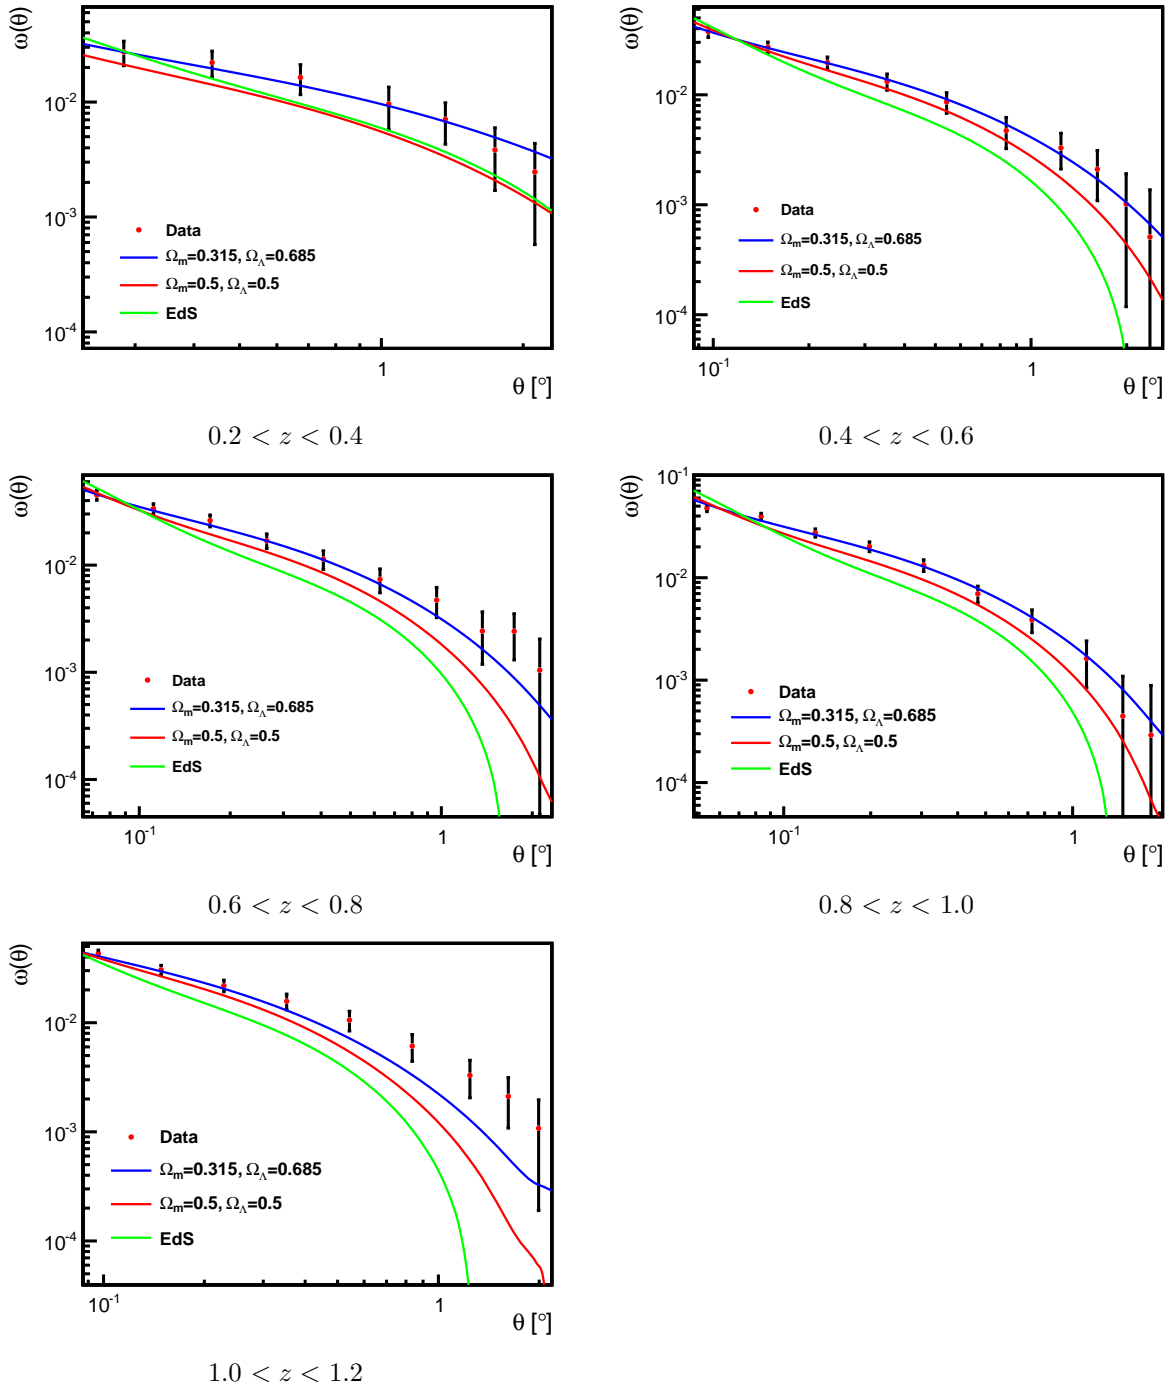 ω(θ)
10⁻²
10⁻³
10⁻⁴
Data
Ωm=0.315, ΩΛ=0.685
Ωm=0.5, ΩΛ=0.5
EdS
1
θ [°]
0.2 < z < 0.4
ω(θ)
10⁻²
10⁻³
10⁻⁴
Data
Ωm=0.315, ΩΛ=0.685
Ωm=0.5, ΩΛ=0.5
EdS
10⁻¹ 1
θ [°]
0.4 < z < 0.6
ω(θ)
10⁻²
10⁻³
10⁻⁴
Data
Ωm=0.315, ΩΛ=0.685
Ωm=0.5, ΩΛ=0.5
EdS
10⁻¹ 1
θ [°]
0.6 < z < 0.8
ω(θ)
10⁻¹
10⁻²
10⁻³
10⁻⁴
Data
Ωm=0.315, ΩΛ=0.685
Ωm=0.5, ΩΛ=0.5
EdS
10⁻¹ 1
θ [°]
0.8 < z < 1.0
ω(θ)
10⁻²
10⁻³
10⁻⁴
Data
Ωm=0.315, ΩΛ=0.685
Ωm=0.5, ΩΛ=0.5
EdS
10⁻¹ 1
θ [°]
1.0 < z < 1.2